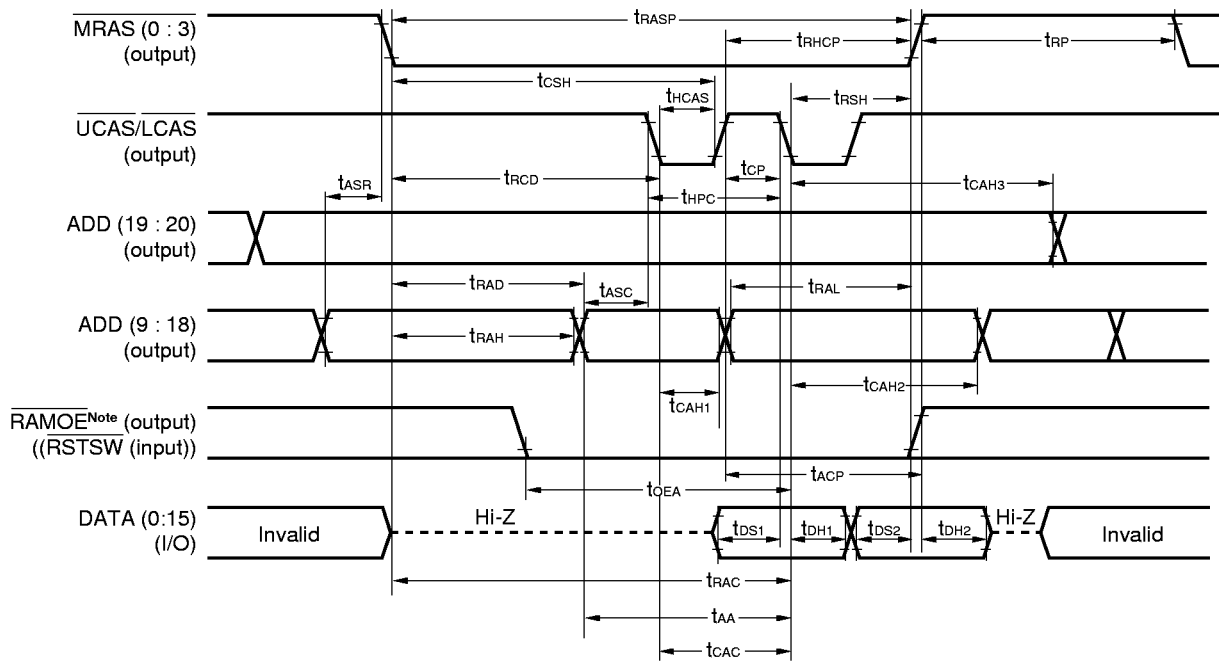 MRAS (0 : 3)
(output)
tRASP
tRHCP
tRP
tCSH
tHCAS
tRSH
UCAS/LCAS
(output)
tASR
tRCD
tCP
tHPC
tCAH3
ADD (19 : 20)
(output)
tRAD
tASC
tRAL
ADD (9 : 18)
(output)
tRAH
tCAH1
tCAH2
RAMOENote (output)
((RSTSW (input))
tACP
tOEA
DATA (0:15)
(I/O)
Invalid
Hi-Z
tDS1
tDH1
tDS2
tDH2
Hi-Z
Invalid
tRAC
tAA
tCAC